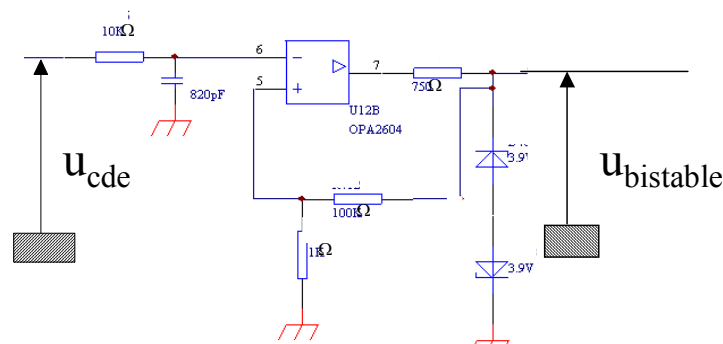 10KΩ
6
7
5
820pF
750Ω
U12B
OPA2604
3.9V
u_cde
u_bistable
100KΩ
1KΩ
3.9V